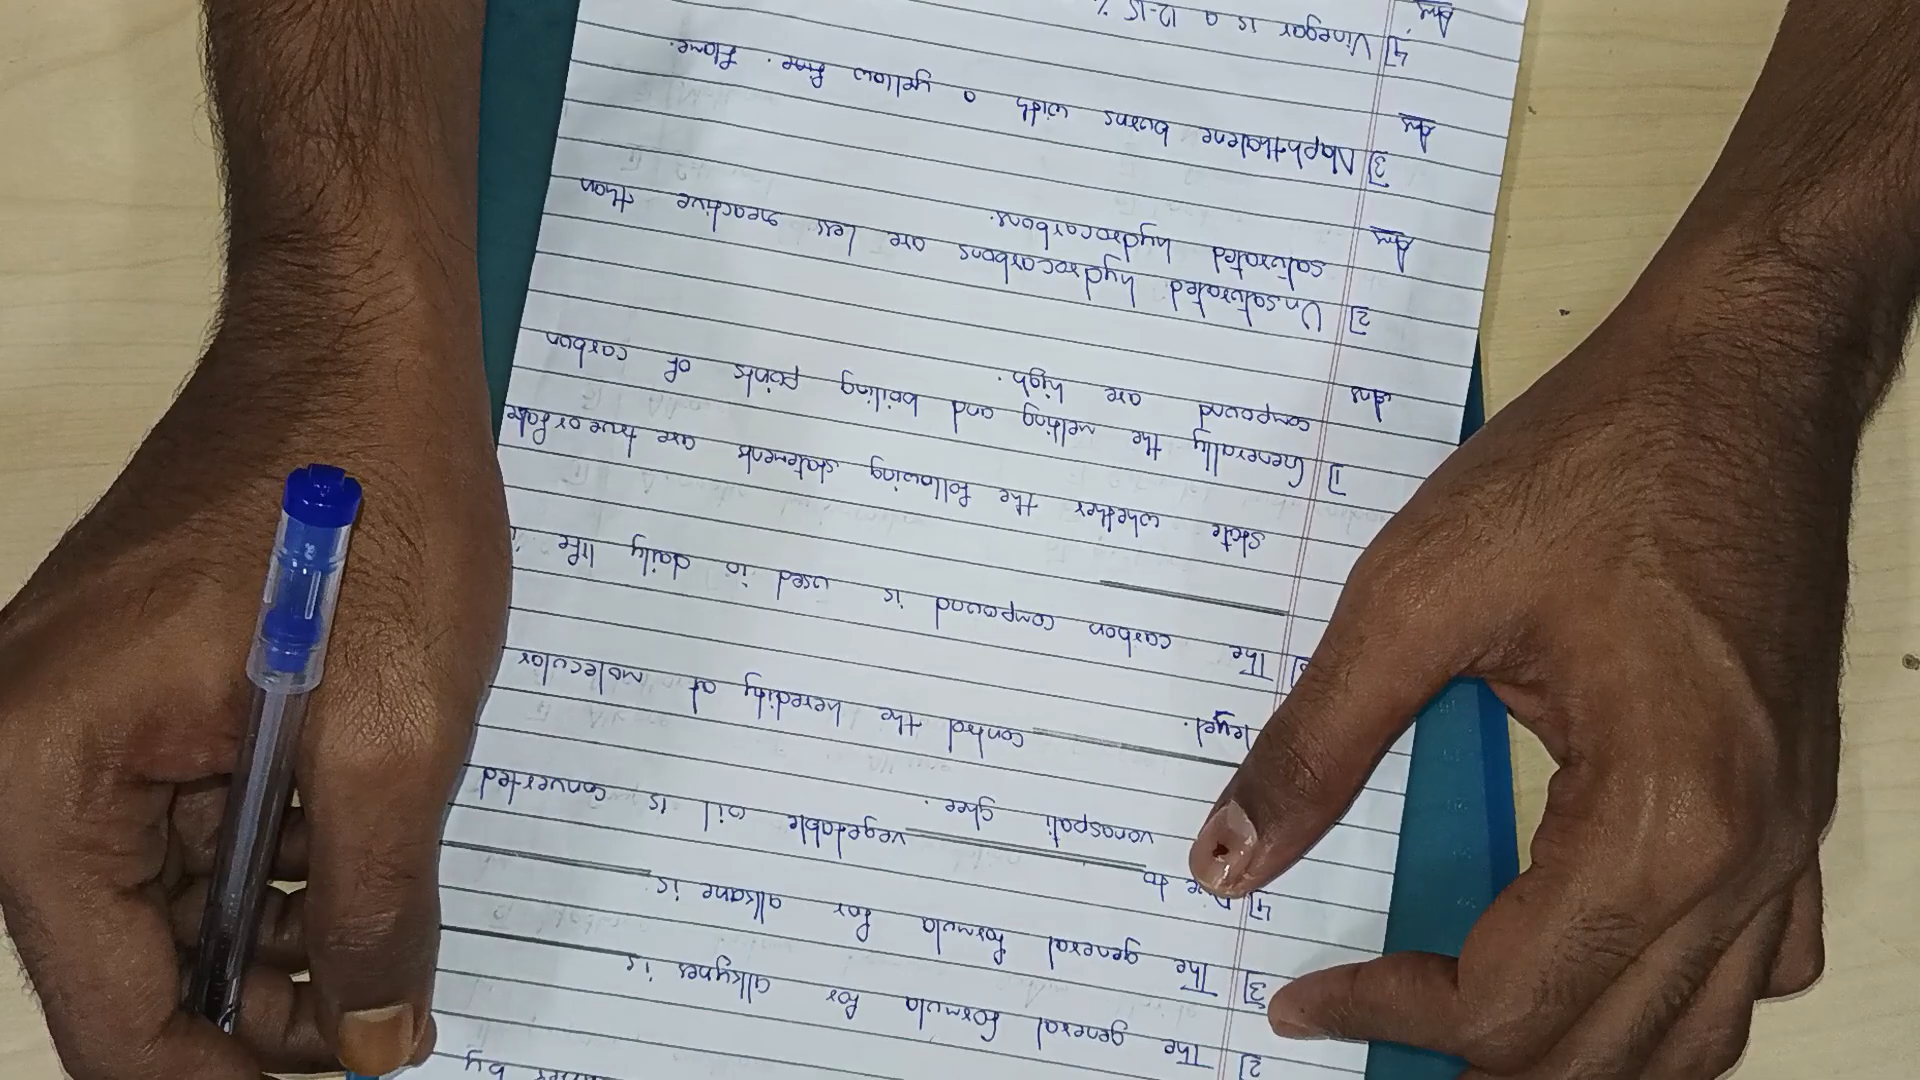 by
2] The general formula for alkynes is
3] The general formula for alkane is
4] to vegetable oil is converted
vanaspati ghee.
control the heredity at molecular
level.
The carbon compound is used in daily life
state whether the following statements are true or false
1) Generally the melting and boiling points of carbon
compound are high.
Ans
2] Unsaturated hydrocarbons are less reactive than
saturated hydrocarbons.
Ans
3] Naphthalene burns with a yellow flame.
Ans
4] Vinegar is a 12-15 %
Ans